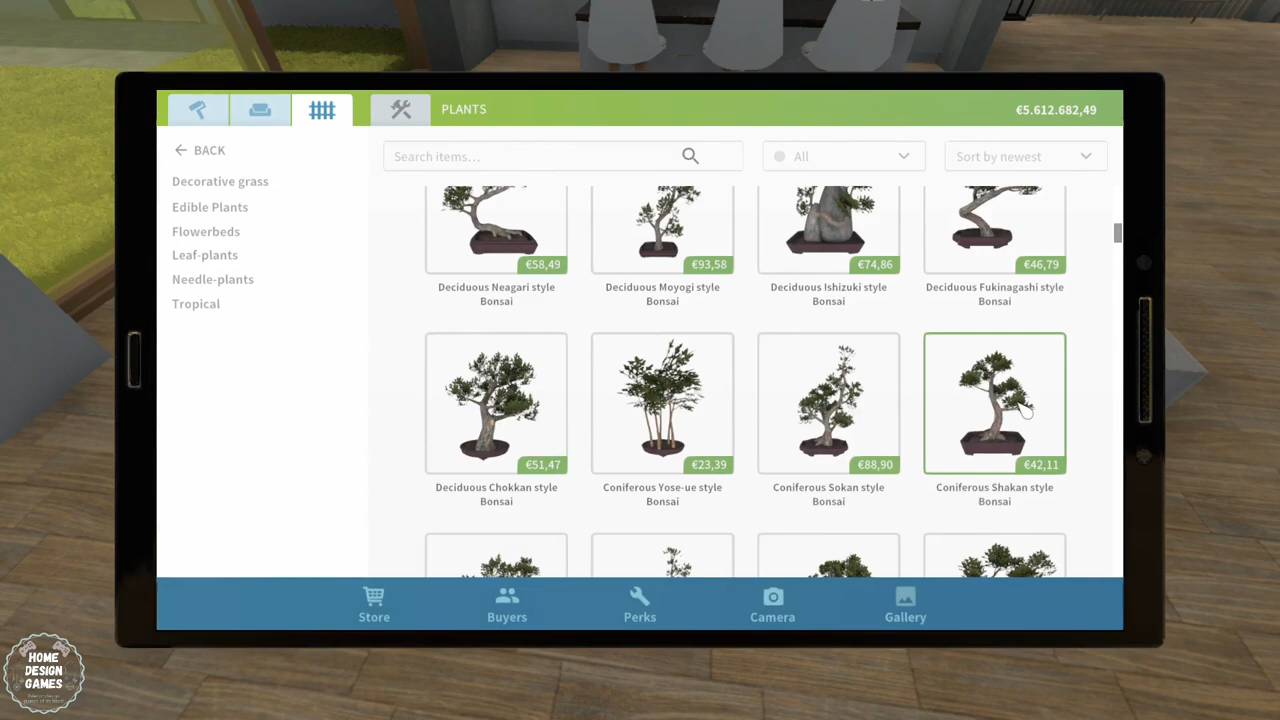 PLANTS
€5.612.682,49
BACK
Search items...
All
Sort by newest
Decorative grass
Edible Plants
Flowerbeds
Leaf-plants
Needle-plants
Tropical
€58,49
€93,58
€74,86
€46,79
Deciduous Neagari style
Bonsai
Deciduous Moyogi style
Bonsai
Deciduous Ishizuki style
Bonsai
Deciduous Fukinagashi style
Bonsai
€51,47
€23,39
€88,90
€42,11
Deciduous Chokkan style
Bonsai
Coniferous Yose-ue style
Bonsai
Coniferous Sokan style
Bonsai
Coniferous Shakan style
Bonsai
Store
Buyers
Perks
Camera
Gallery
HOME
DESIGN
GAMES